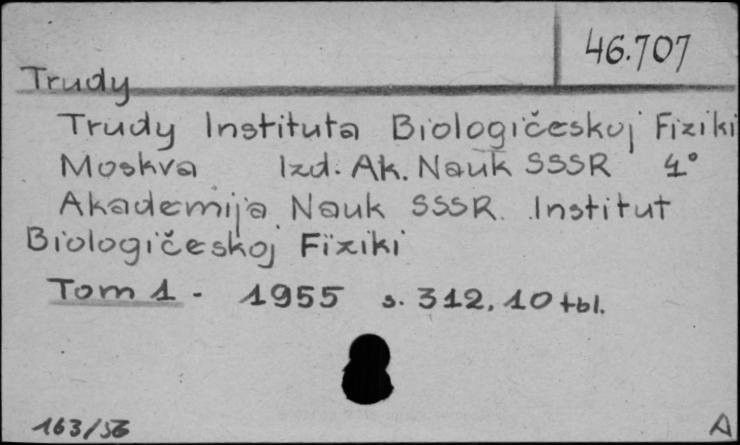 46.707
Trudy
Trudy Instituta Biologičeskoj Fiziki
Moskva Izd. Ak. Nauk SSSR 4°
Akademija Nauk SSSR. Institut
Biologičeskoj Fiziki
Tom 1 - 1955 s. 312, 10 tbl.
163/56
A